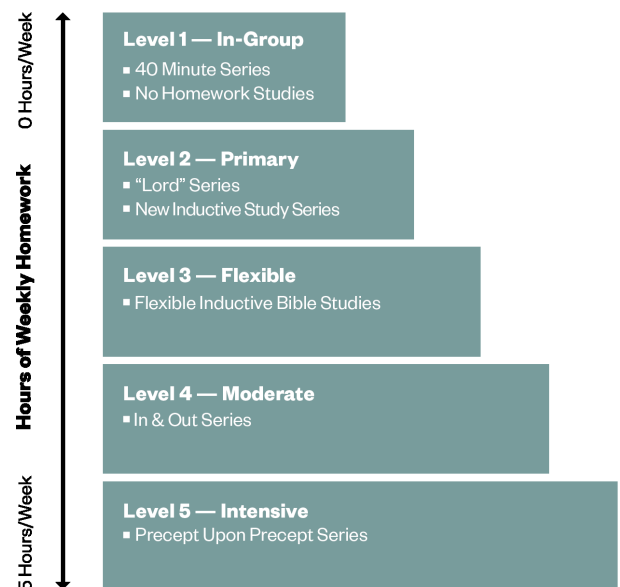 0 Hours/Week
Hours of Weekly Homework
5 Hours/Week
Level 1 — In-Group
▪ 40 Minute Series
▪ No Homework Studies
Level 2 — Primary
▪ “Lord” Series
▪ New Inductive Study Series
Level 3 — Flexible
▪ Flexible Inductive Bible Studies
Level 4 — Moderate
▪ In & Out Series
Level 5 — Intensive
▪ Precept Upon Precept Series